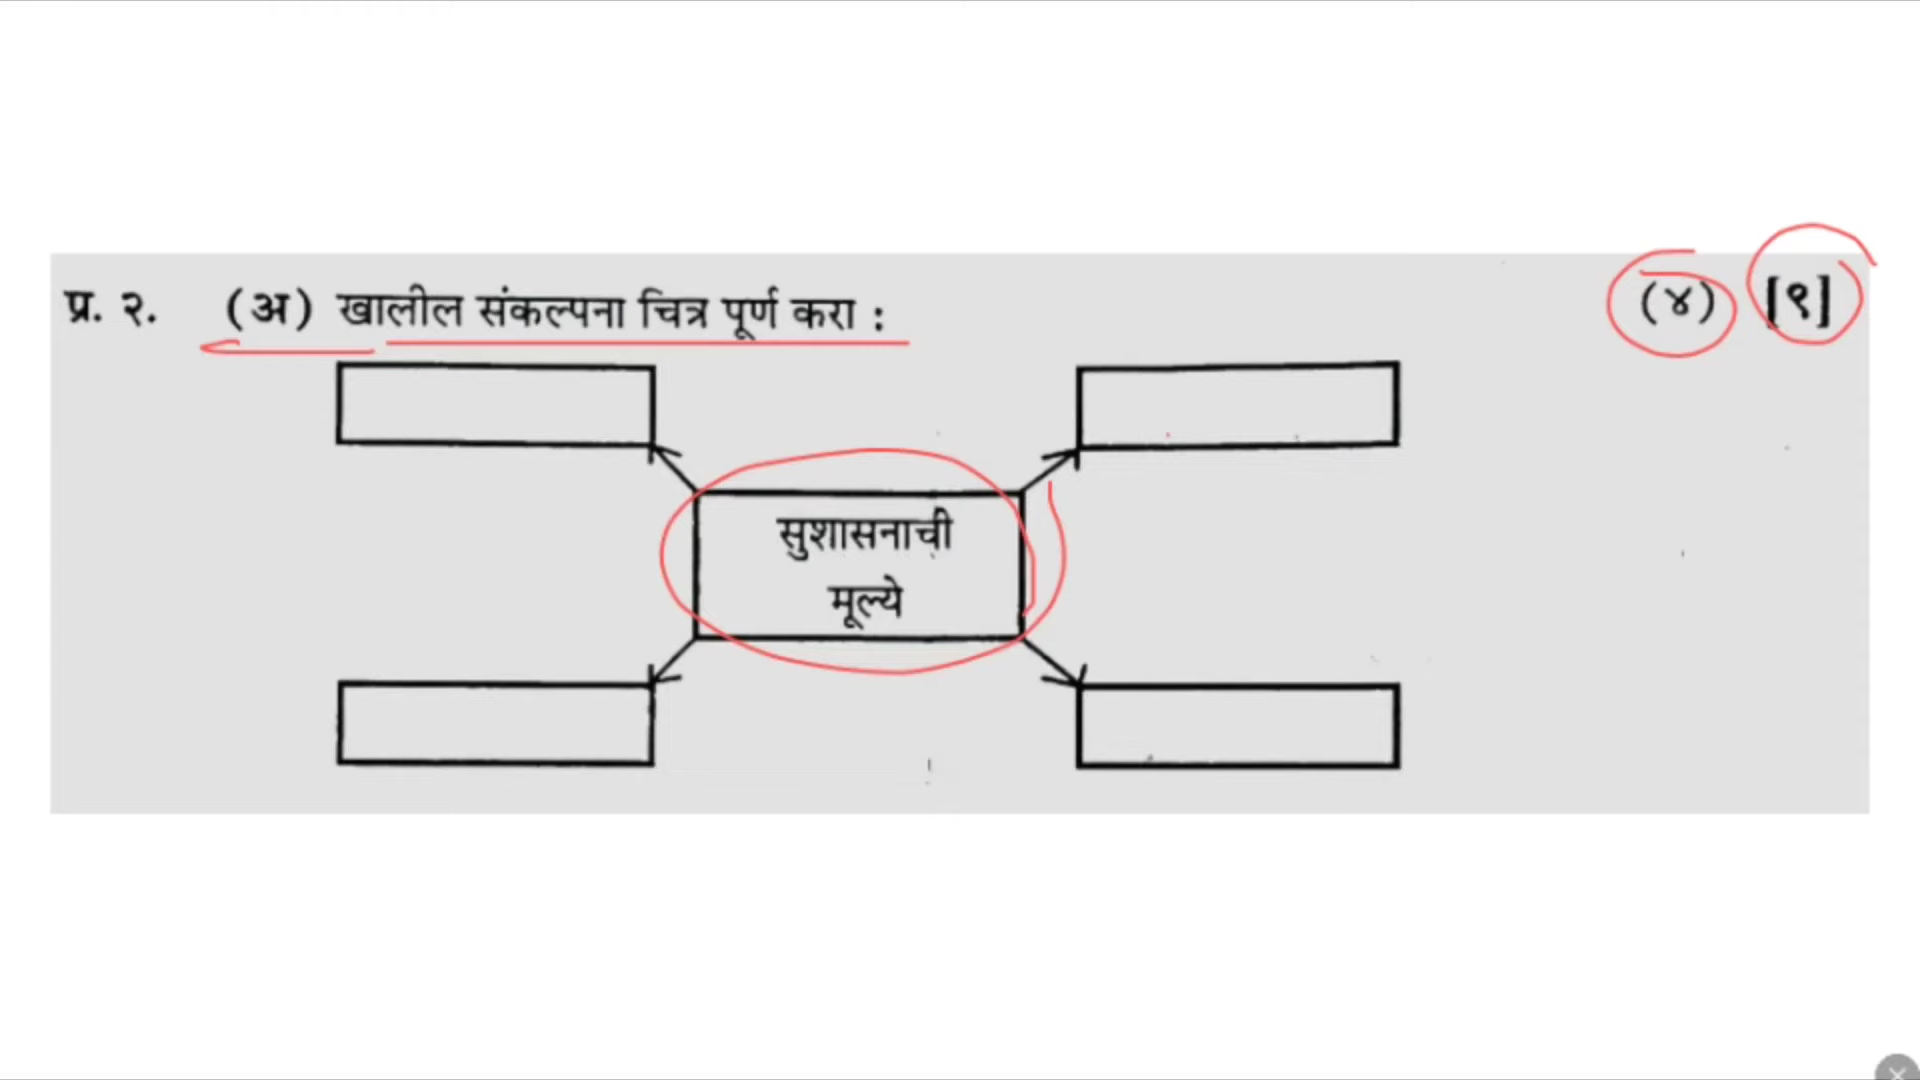 प्र. २. (अ) खालील संकल्पना चित्र पूर्ण करा : (४) [९]
सुशासनाची
मूल्ये